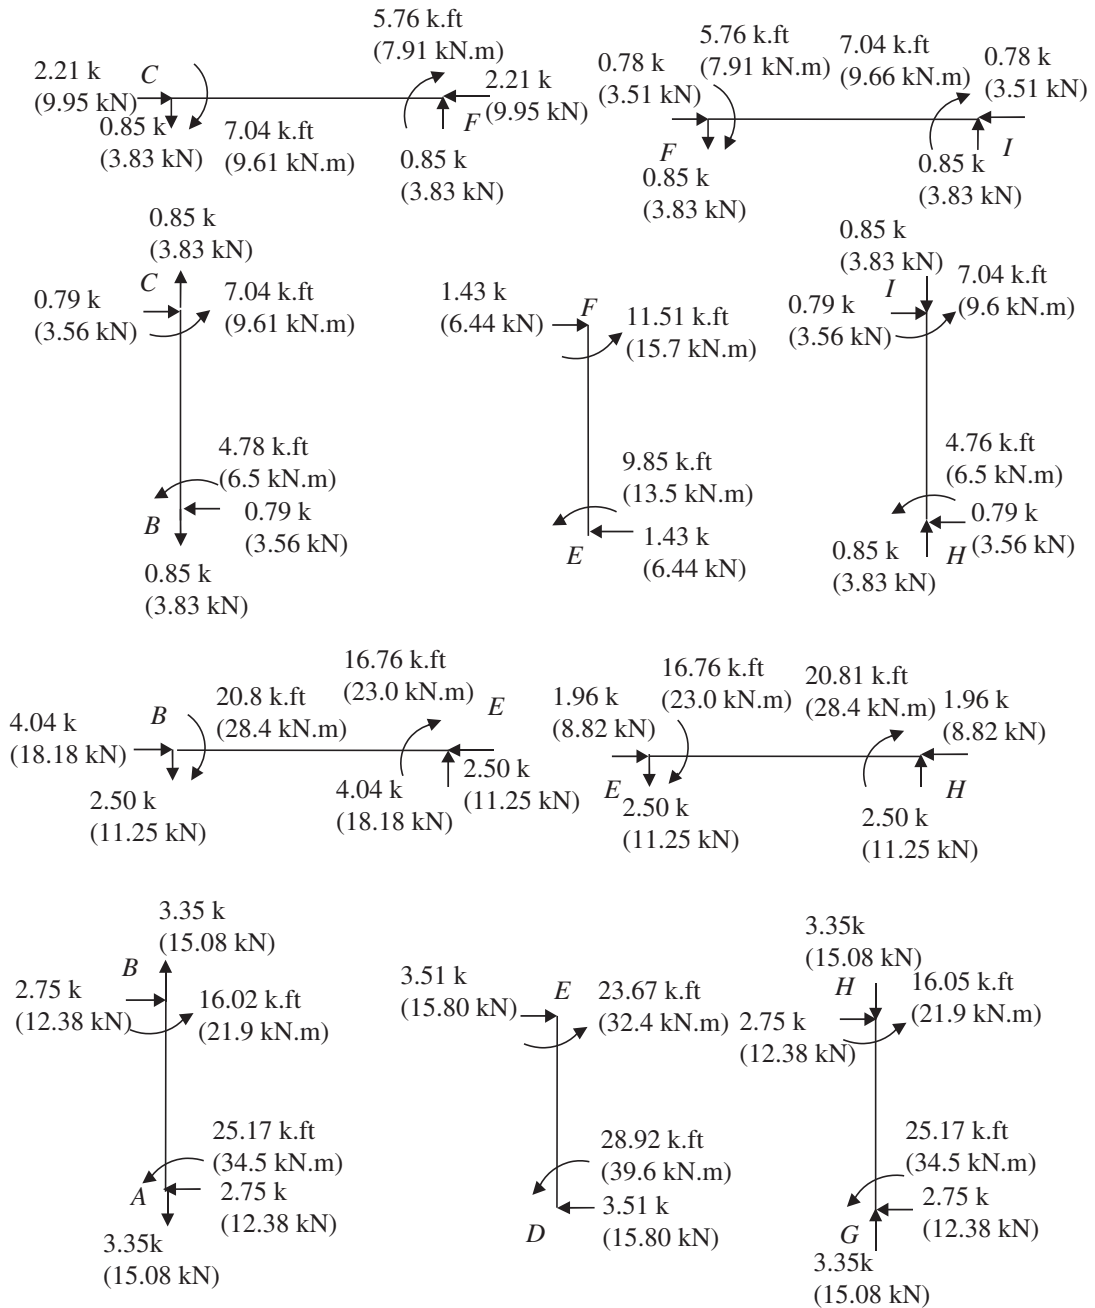 5.76 k.ft
(7.91 kN.m)
2.21 k
(9.95 kN)
C
2.21 k
(9.95 kN)
F
0.85 k
(3.83 kN)
7.04 k.ft
(9.61 kN.m)
0.85 k
(3.83 kN)
0.78 k
(3.51 kN)
5.76 k.ft
(7.91 kN.m)
7.04 k.ft
(9.66 kN.m)
0.78 k
(3.51 kN)
F
0.85 k
(3.83 kN)
0.85 k
(3.83 kN)
I
0.85 k
(3.83 kN)
C
0.79 k
(3.56 kN)
7.04 k.ft
(9.61 kN.m)
4.78 k.ft
(6.5 kN.m)
B
0.79 k
(3.56 kN)
0.85 k
(3.83 kN)
1.43 k
(6.44 kN)
F
11.51 k.ft
(15.7 kN.m)
9.85 k.ft
(13.5 kN.m)
E
1.43 k
(6.44 kN)
0.85 k
(3.83 kN)
I
0.79 k
(3.56 kN)
7.04 k.ft
(9.6 kN.m)
4.76 k.ft
(6.5 kN.m)
0.79 k
(3.56 kN)
0.85 k
(3.83 kN)
H
4.04 k
(18.18 kN)
B
20.8 k.ft
(28.4 kN.m)
16.76 k.ft
(23.0 kN.m)
E
2.50 k
(11.25 kN)
4.04 k
(18.18 kN)
2.50 k
(11.25 kN)
1.96 k
(8.82 kN)
16.76 k.ft
(23.0 kN.m)
20.81 k.ft
(28.4 kN.m)
1.96 k
(8.82 kN)
E
2.50 k
(11.25 kN)
2.50 k
(11.25 kN)
H
3.35 k
(15.08 kN)
B
2.75 k
(12.38 kN)
16.02 k.ft
(21.9 kN.m)
25.17 k.ft
(34.5 kN.m)
A
2.75 k
(12.38 kN)
3.35k
(15.08 kN)
3.51 k
(15.80 kN)
E
23.67 k.ft
(32.4 kN.m)
28.92 k.ft
(39.6 kN.m)
D
3.51 k
(15.80 kN)
3.35k
(15.08 kN)
H
2.75 k
(12.38 kN)
16.05 k.ft
(21.9 kN.m)
25.17 k.ft
(34.5 kN.m)
2.75 k
(12.38 kN)
G
3.35k
(15.08 kN)